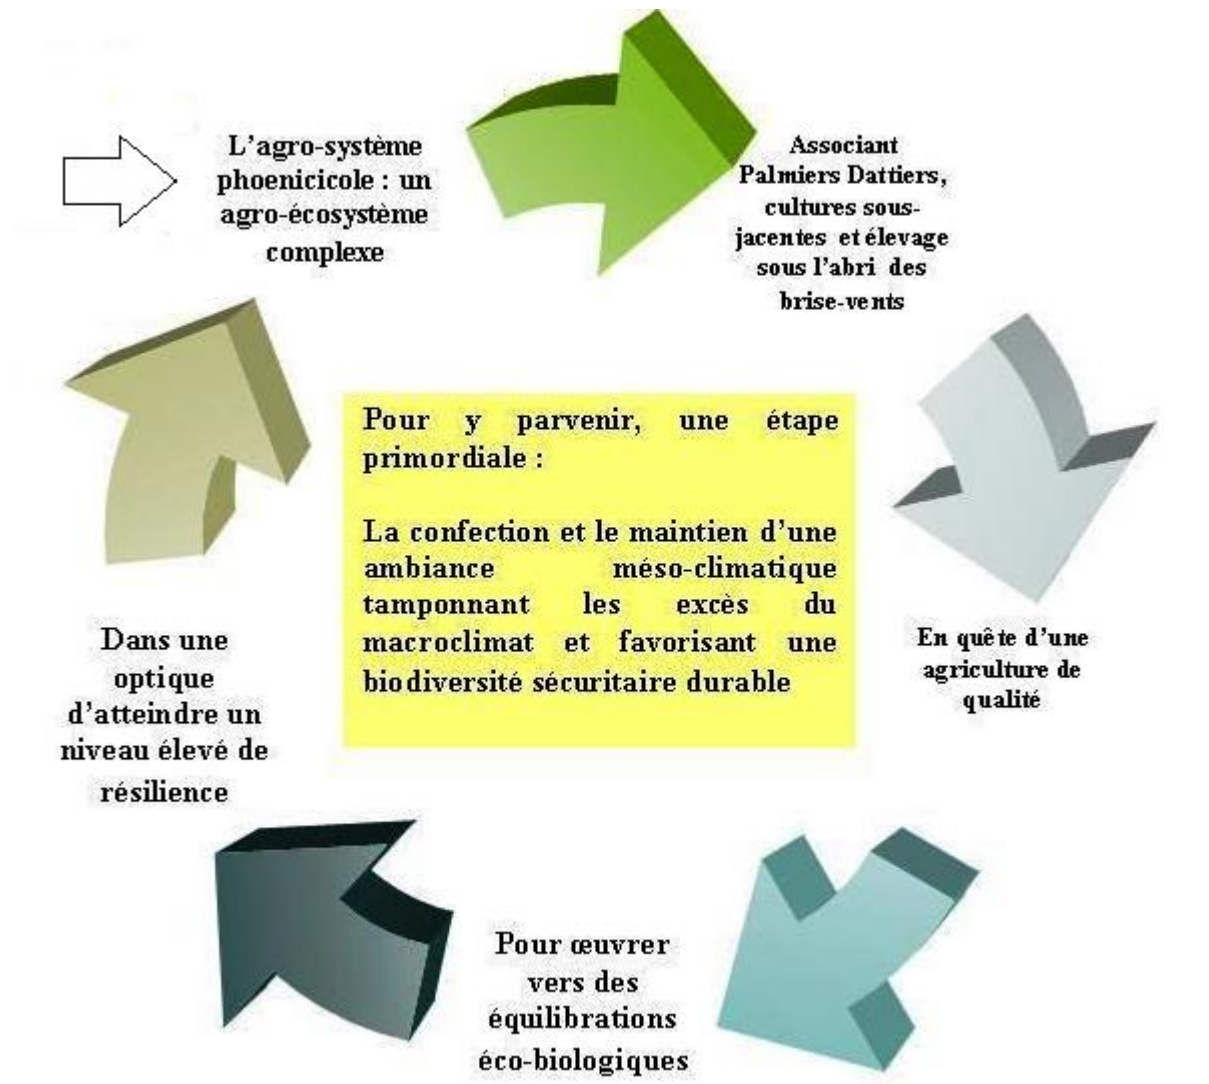 L’agro-système
phoenicicole : un
agro-écosystème
complexe
Associant
Palmiers Dattiers,
cultures sous-
jacentes et élevage
sous l’abri des
brise-vents
En quête d’une
agriculture de
qualité
Pour œuvrer
vers des
équilibrations
éco-biologiques
Dans une
optique
d’atteindre un
niveau élevé de
résilience
Pour y parvenir, une étape
primordiale :
La confection et le maintien d’une
ambiance méso-climatique
tamponnant les excès du
macroclimat et favorisant une
biodiversité sécuritaire durable